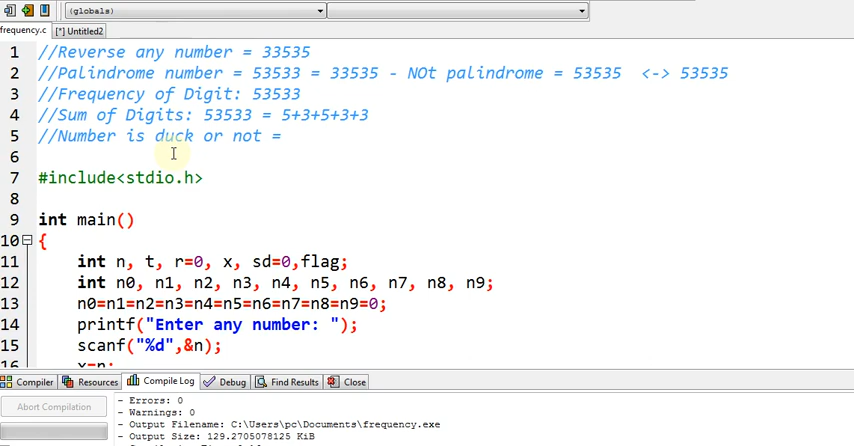 (globals)
frequency.c [*] Untitled2
1 //Reverse any number = 33535
2 //Palindrome number = 53533 = 33535 - NOt palindrome = 53535 <-> 53535
3 //Frequency of Digit: 53533
4 //Sum of Digits: 53533 = 5+3+5+3+3
5 //Number is duck or not =
6
7 #include<stdio.h>
8
9 int main()
10 {
11 int n, t, r=0, x, sd=0,flag;
12 int n0, n1, n2, n3, n4, n5, n6, n7, n8, n9;
13 n0=n1=n2=n3=n4=n5=n6=n7=n8=n9=0;
14 printf("Enter any number: ");
15 scanf("%d",&n);
16 x=n;
Compiler Resources Compile Log Debug Find Results Close
Abort Compilation
- Errors: 0
- Warnings: 0
- Output Filename: C:\Users\pc\Documents\frequency.exe
- Output Size: 129.2705078125 KiB